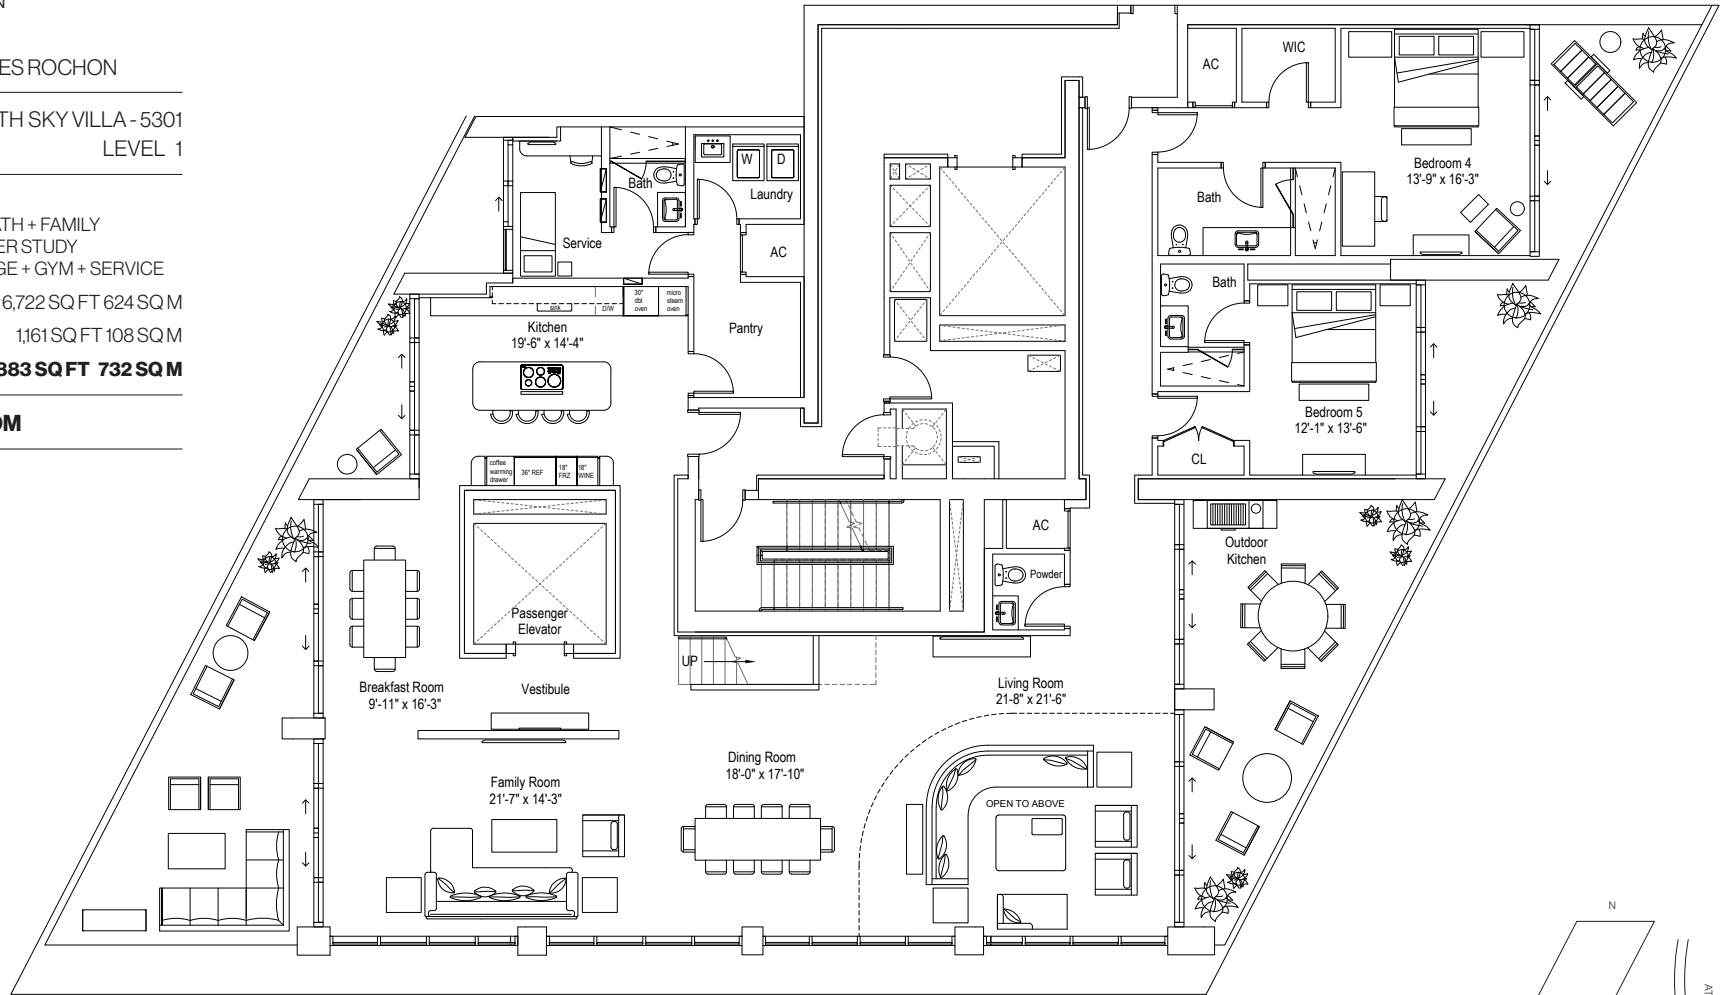 N
ES ROCHON
TH SKY VILLA - 5301
LEVEL 1
ATH + FAMILY
ER STUDY
GE + GYM + SERVICE
6,722 SQ FT 624 SQ M
1,161 SQ FT 108 SQ M
883 SQ FT 732 SQ M
OM
AC
WIC
Bedroom 4
13'-9" x 16'-3"
Bath
W
D
Laundry
Bath
Service
AC
Kitchen
19'-6" x 14'-4"
sink
D/W
30"
dbl
oven
micro
steam
oven
Pantry
Bath
Bedroom 5
12'-1" x 13'-6"
CL
coffee
warming
drawer
36" REF
18"
FRZ
18"
WINE
Passenger
Elevator
AC
Powder
Outdoor
Kitchen
UP
Breakfast Room
9'-11" x 16'-3"
Vestibule
Living Room
21-8" x 21'-6"
Dining Room
18'-0" x 17'-10"
Family Room
21'-7" x 14'-3"
OPEN TO ABOVE
N
AT